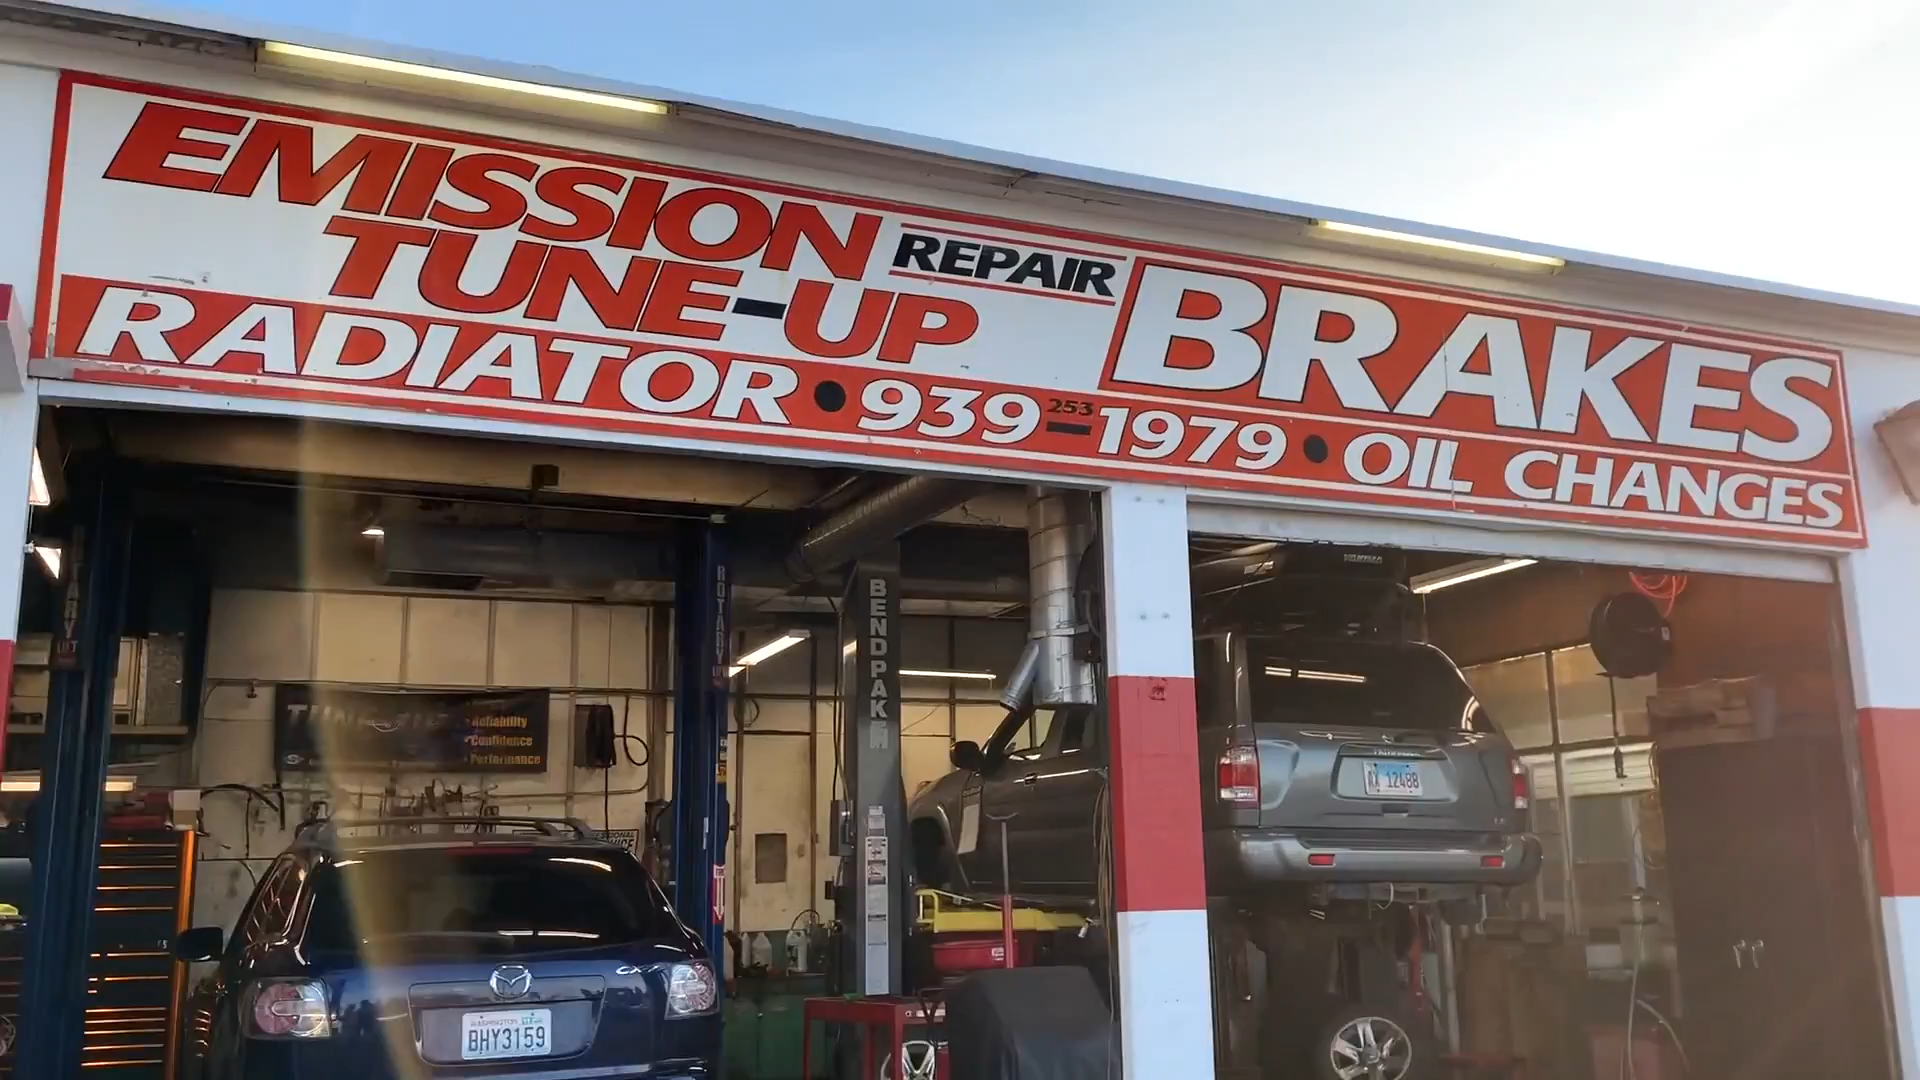 EMISSION
TUNE-UP
REPAIR
BRAKES
RADIATOR • 939-1979 • OIL CHANGES
253
ROTARY
BENDPAK
LIFT
Reliability
Confidence
Performance
WASHINGTON
BHY3159
12488